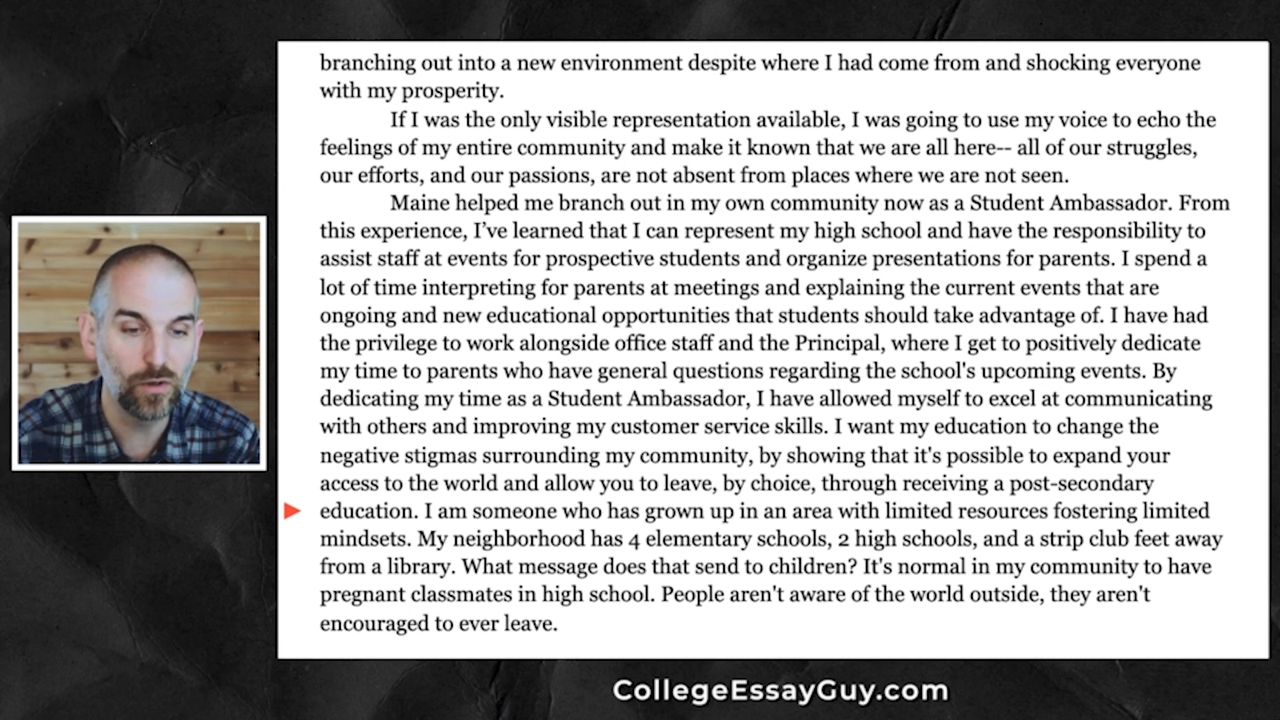 branching out into a new environment despite where I had come from and shocking everyone
with my prosperity.
If I was the only visible representation available, I was going to use my voice to echo the
feelings of my entire community and make it known that we are all here-- all of our struggles,
our efforts, and our passions, are not absent from places where we are not seen.
Maine helped me branch out in my own community now as a Student Ambassador. From
this experience, I’ve learned that I can represent my high school and have the responsibility to
assist staff at events for prospective students and organize presentations for parents. I spend a
lot of time interpreting for parents at meetings and explaining the current events that are
ongoing and new educational opportunities that students should take advantage of. I have had
the privilege to work alongside office staff and the Principal, where I get to positively dedicate
my time to parents who have general questions regarding the school's upcoming events. By
dedicating my time as a Student Ambassador, I have allowed myself to excel at communicating
with others and improving my customer service skills. I want my education to change the
negative stigmas surrounding my community, by showing that it's possible to expand your
access to the world and allow you to leave, by choice, through receiving a post-secondary
education. I am someone who has grown up in an area with limited resources fostering limited
mindsets. My neighborhood has 4 elementary schools, 2 high schools, and a strip club feet away
from a library. What message does that send to children? It's normal in my community to have
pregnant classmates in high school. People aren't aware of the world outside, they aren't
encouraged to ever leave.
CollegeEssayGuy.com